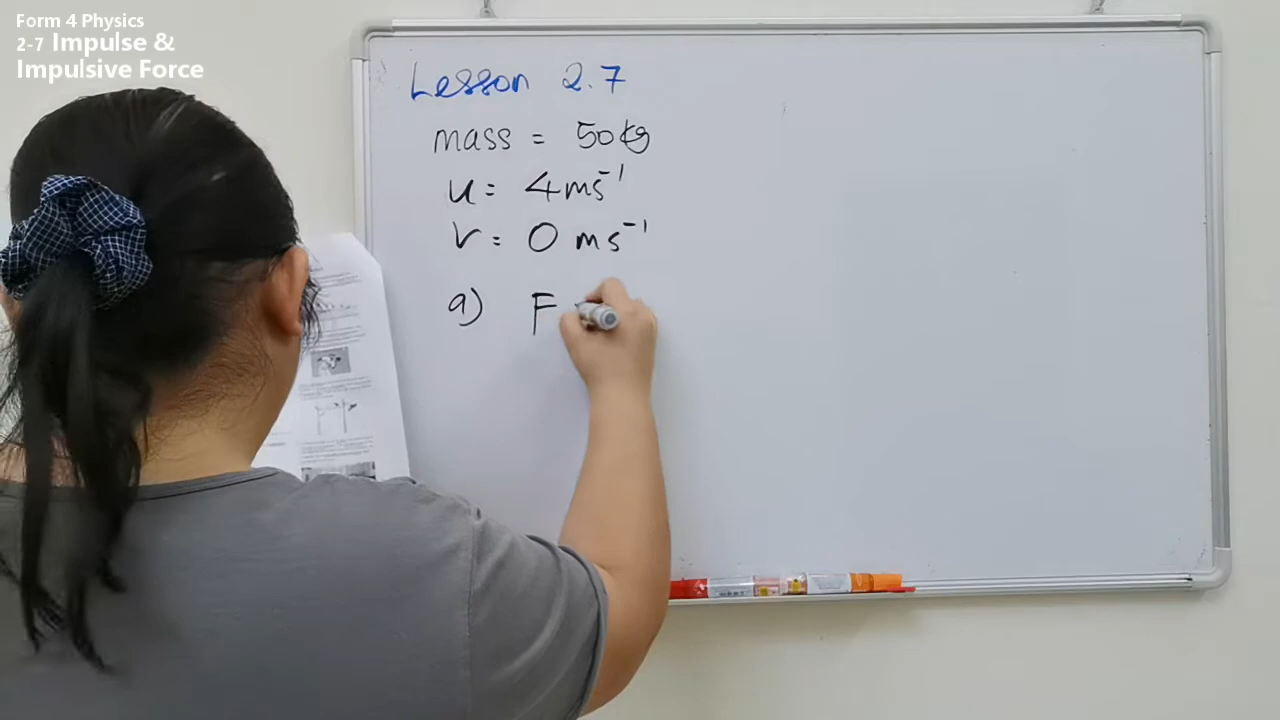 Form 4 Physics
2-7 Impulse &
Impulsive Force
Lesson 2.7
mass = 50kg
u = 4ms⁻¹
v = 0 ms⁻¹
a) F